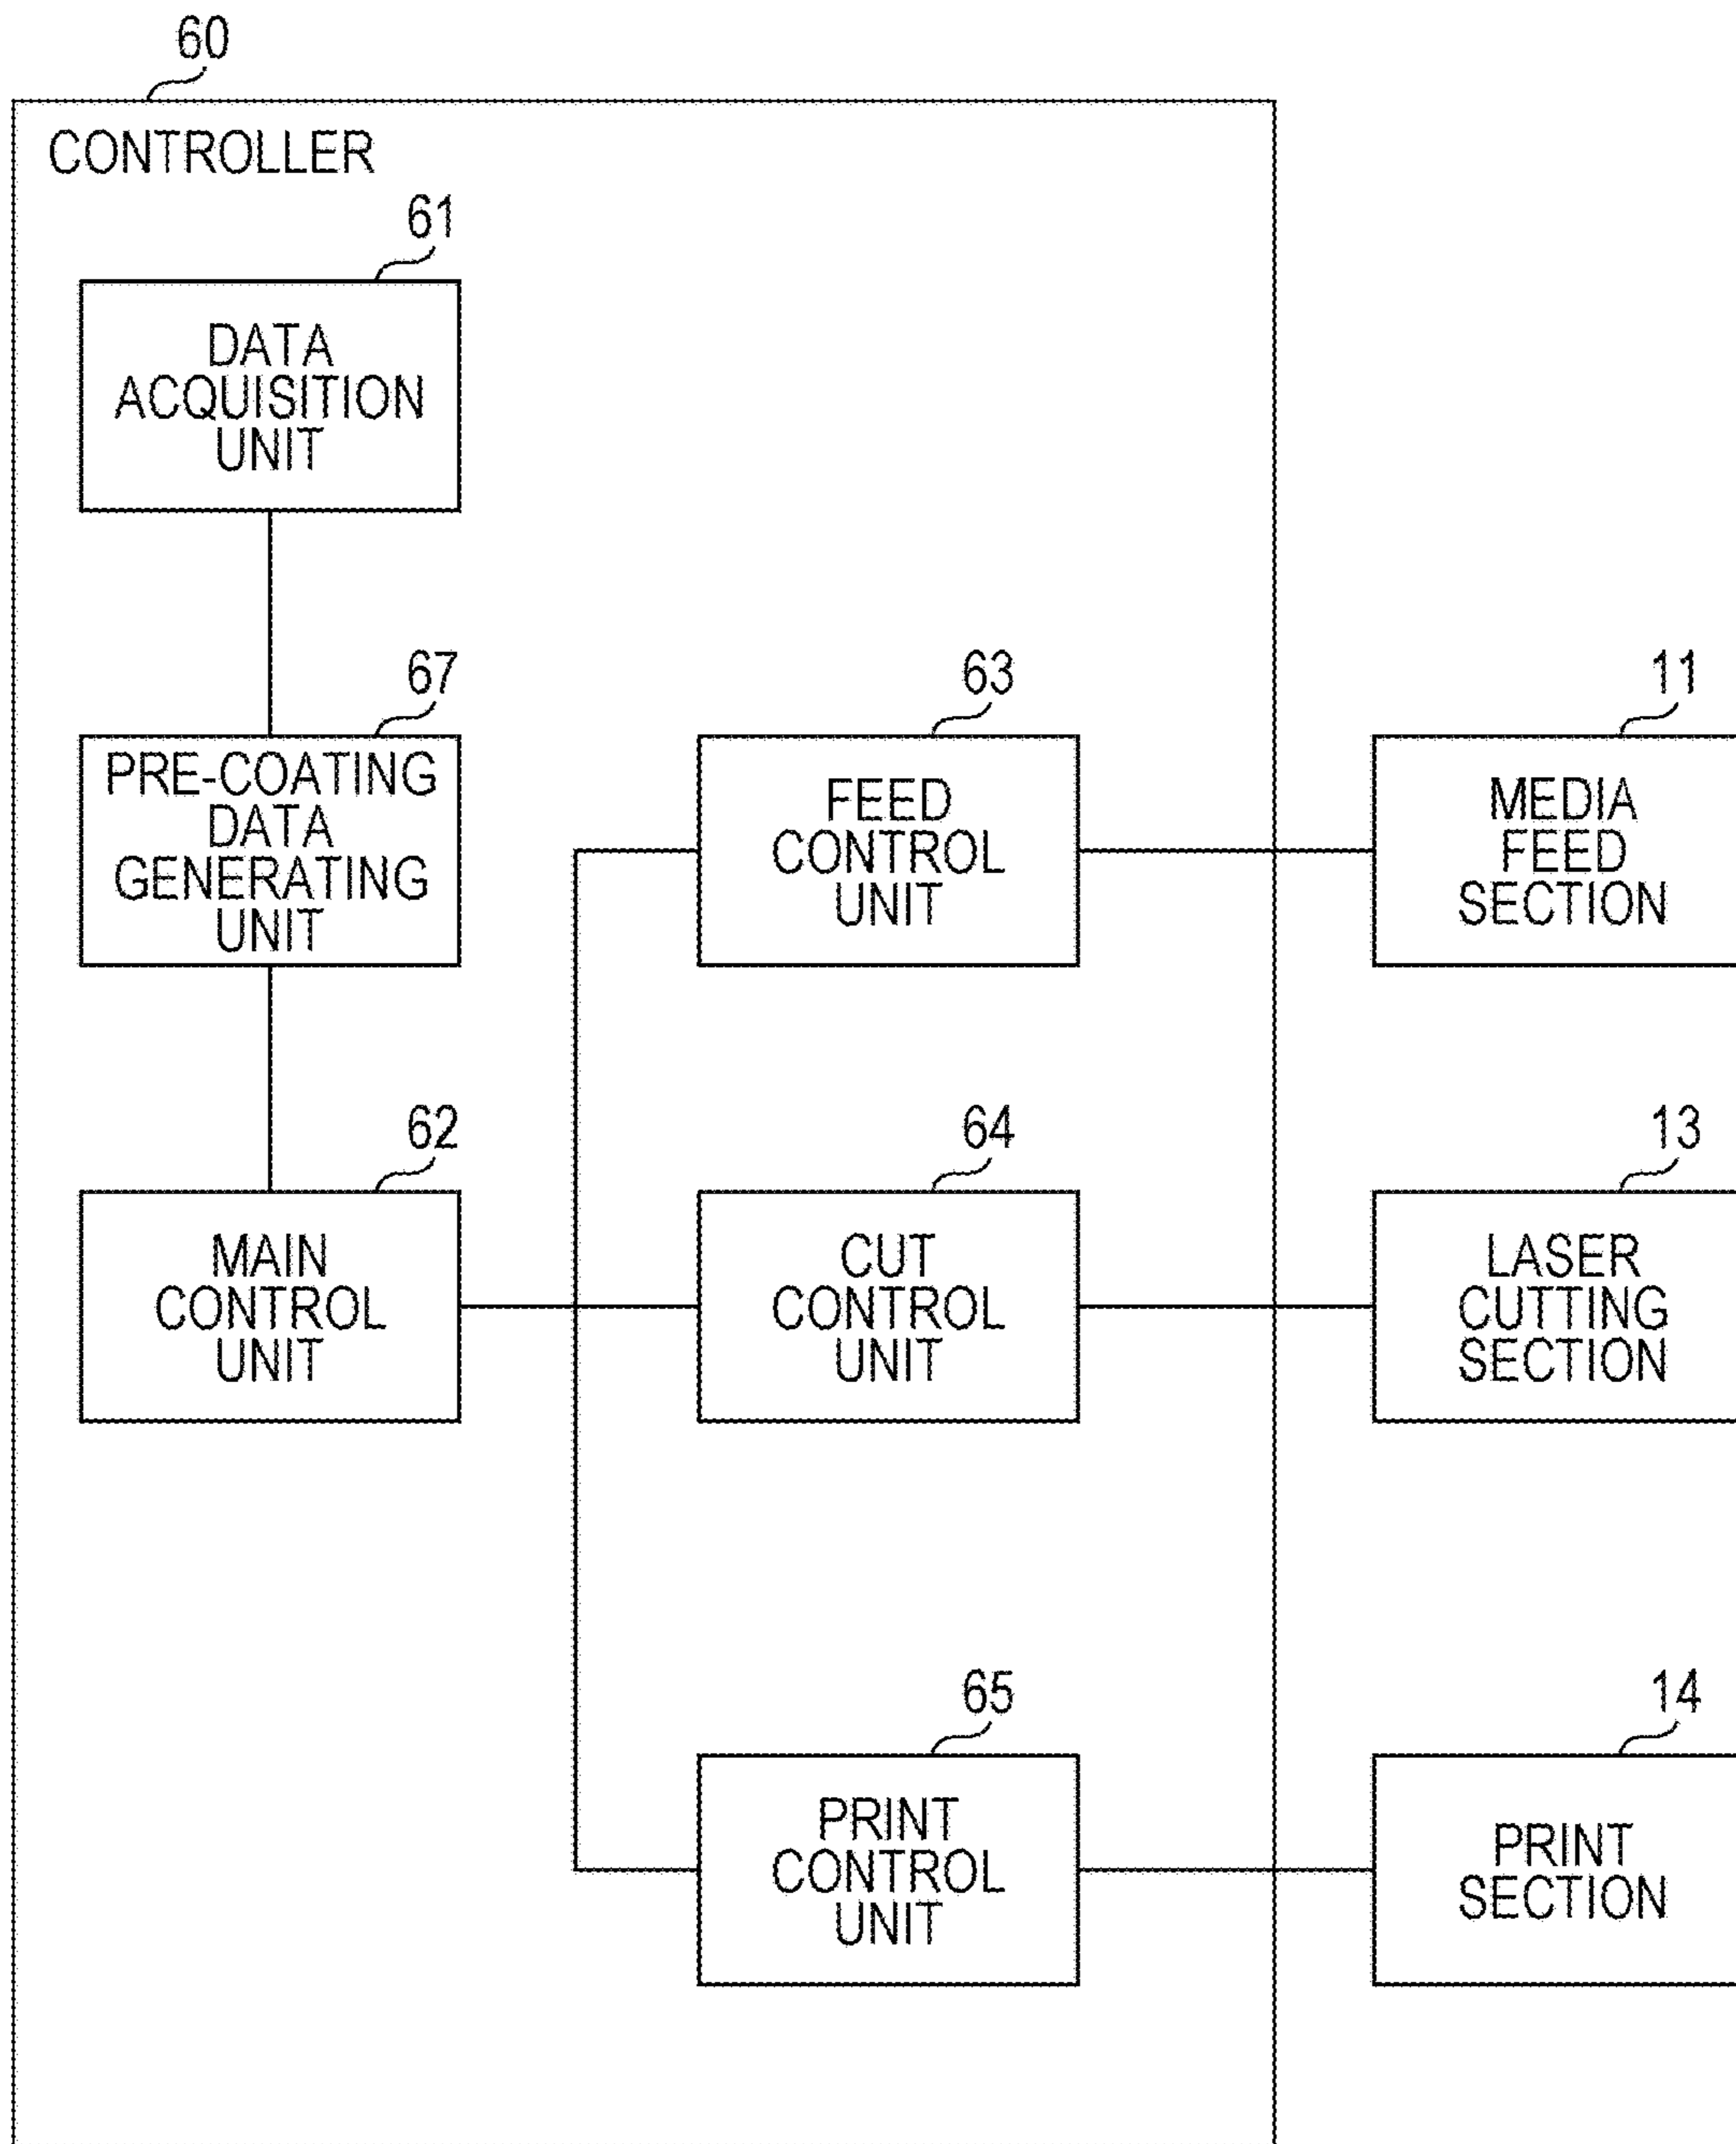 60
CONTROLLER
61
DATA
ACQUISITION
UNIT
67
PRE-COATING
DATA
GENERATING
UNIT
63
FEED
CONTROL
UNIT
11
MEDIA
FEED
SECTION
62
MAIN
CONTROL
UNIT
64
CUT
CONTROL
UNIT
13
LASER
CUTTING
SECTION
65
PRINT
CONTROL
UNIT
14
PRINT
SECTION